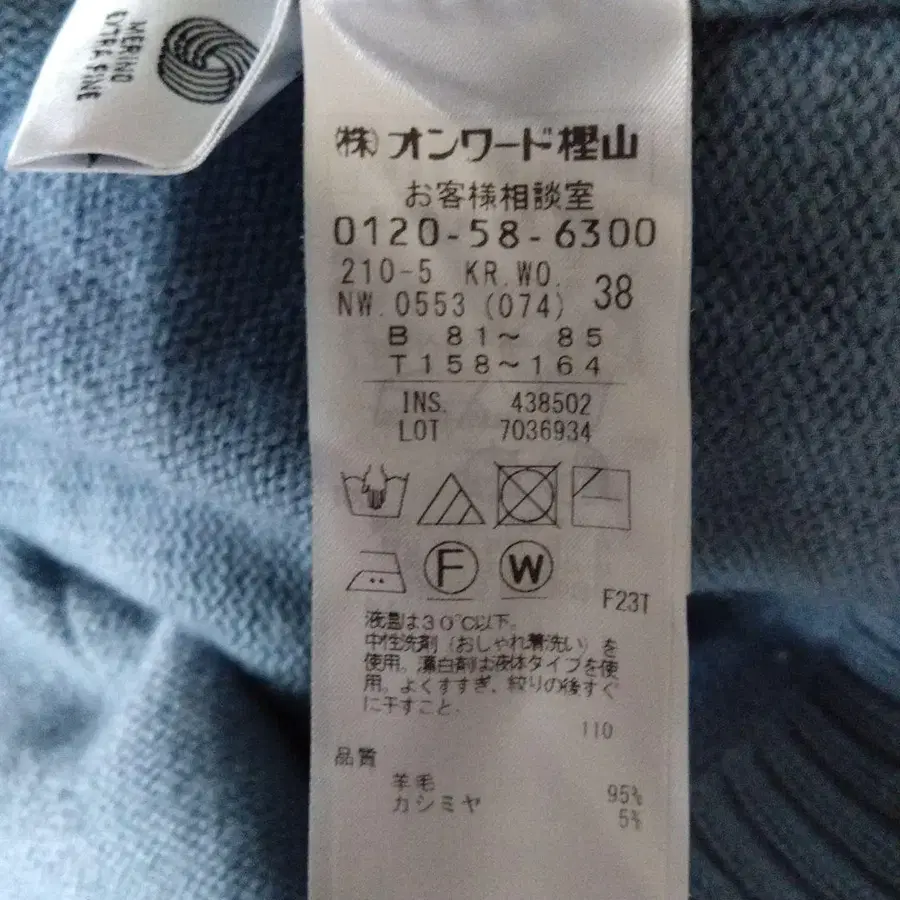 MERINO
EXTRA FINE
(株)オンワード樫山
お客様相談室
0120-58-6300
210-5 KR.WO.
NW.0553 (074) 38
B 81～ 85
T158～164
INS. 438502
LOT 7036934
F
W
F23T
液温は30℃以下。
中性洗剤（おしゃれ着洗い）を
使用。漂白剤は液体タイプを使
用。よくすすぎ、絞りの後すぐ
に干すこと。
110
品質
羊毛 95%
カシミヤ 5%